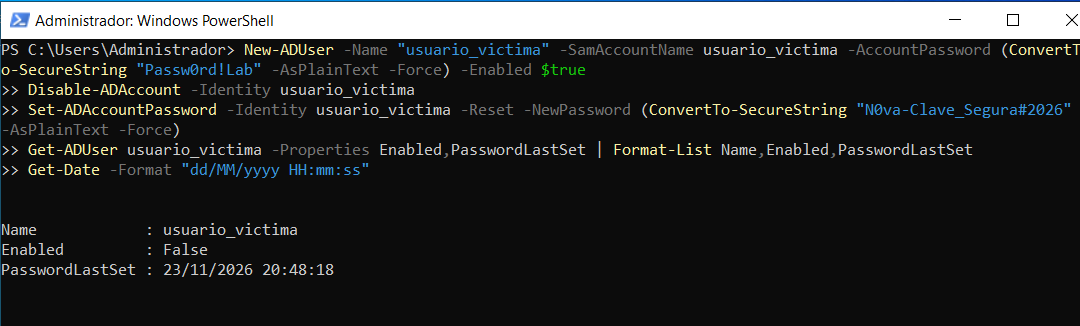 Administrador: Windows PowerShell
PS C:\Users\Administrador> New-ADUser -Name "usuario_victima" -SamAccountName usuario_victima -AccountPassword (ConvertT
o-SecureString "Passw0rd!Lab" -AsPlainText -Force) -Enabled $true
>> Disable-ADAccount -Identity usuario_victima
>> Set-ADAccountPassword -Identity usuario_victima -Reset -NewPassword (ConvertTo-SecureString "N0va-Clave_Segura#2026"
-AsPlainText -Force)
>> Get-ADUser usuario_victima -Properties Enabled,PasswordLastSet | Format-List Name,Enabled,PasswordLastSet
>> Get-Date -Format "dd/MM/yyyy HH:mm:ss"
Name : usuario_victima
Enabled : False
PasswordLastSet : 23/11/2026 20:48:18